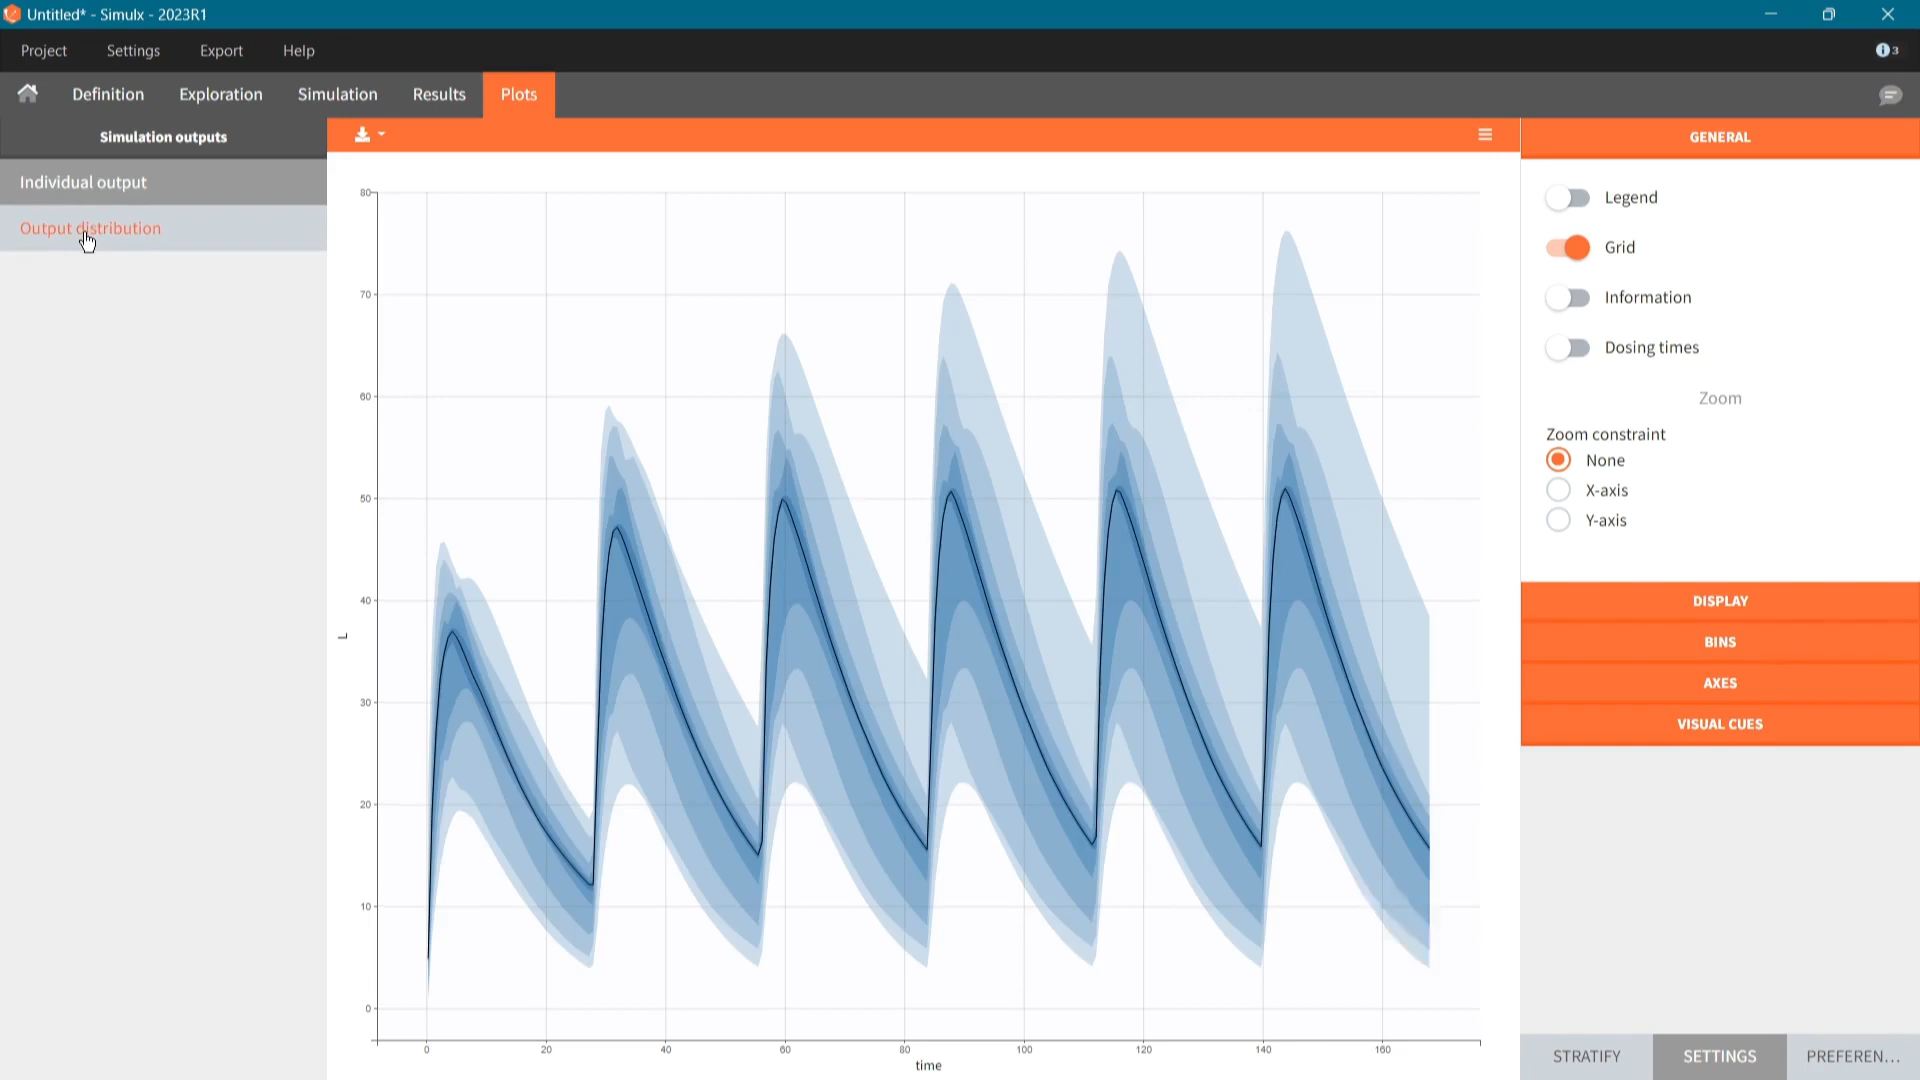 Untitled* - Simulx - 2023R1
Project Settings Export Help
3
Definition Exploration Simulation Results Plots
Simulation outputs
Individual output
Output distribution
GENERAL
Legend
Grid
Information
Dosing times
Zoom
Zoom constraint
None
X-axis
Y-axis
DISPLAY
BINS
AXES
VISUAL CUES
80
70
60
50
40
30
20
10
0
L
0 20 40 60 80 100 120 140 160
time
STRATIFY SETTINGS PREFEREN...